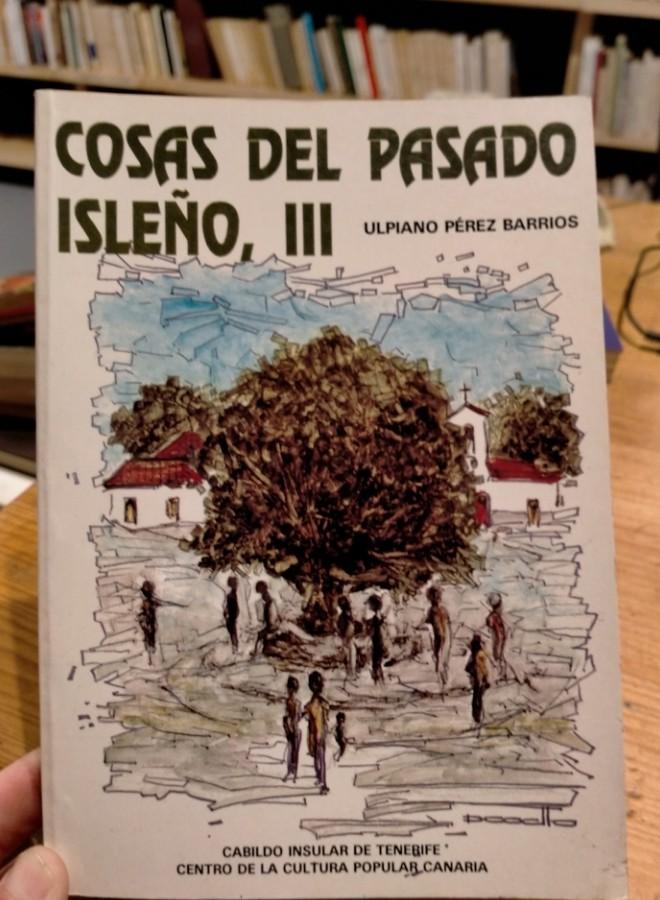 COSAS DEL PASADO
ISLEÑO, III
ULPIANO PÉREZ BARRIOS
CABILDO INSULAR DE TENERIFE
CENTRO DE LA CULTURA POPULAR CANARIA